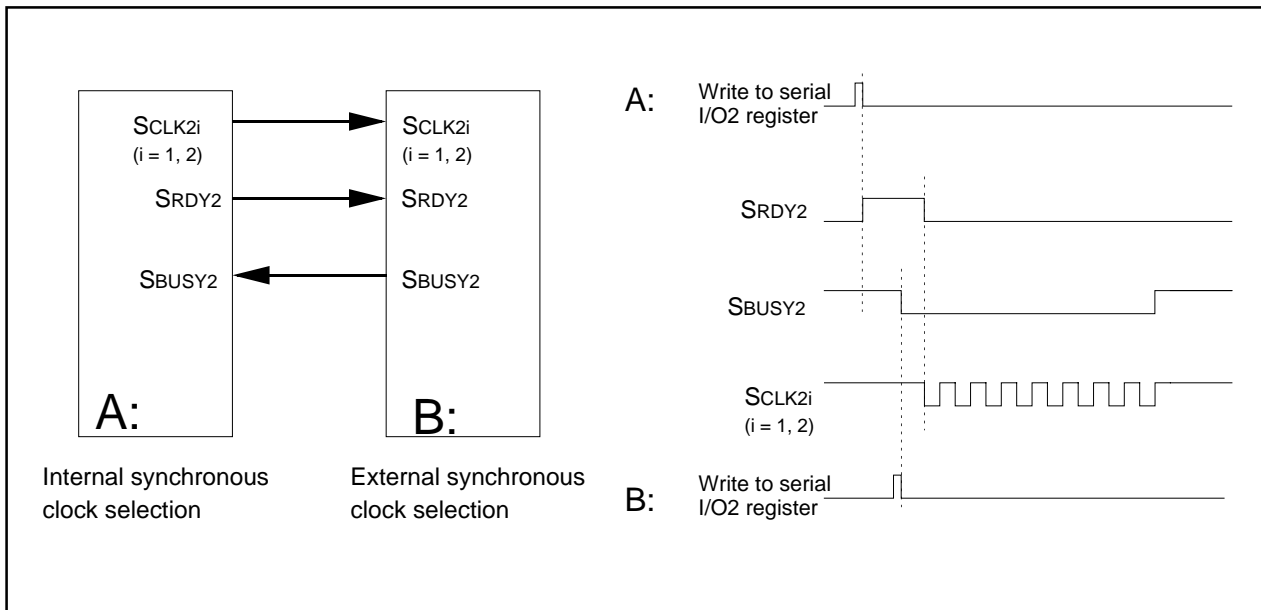 SCLK2i
(i = 1, 2)
SRDY2
SBUSY2
A:
Internal synchronous
clock selection
SCLK2i
(i = 1, 2)
SRDY2
SBUSY2
B:
External synchronous
clock selection
A:
Write to serial
I/O2 register
SRDY2
SBUSY2
SCLK2i
(i = 1, 2)
B:
Write to serial
I/O2 register